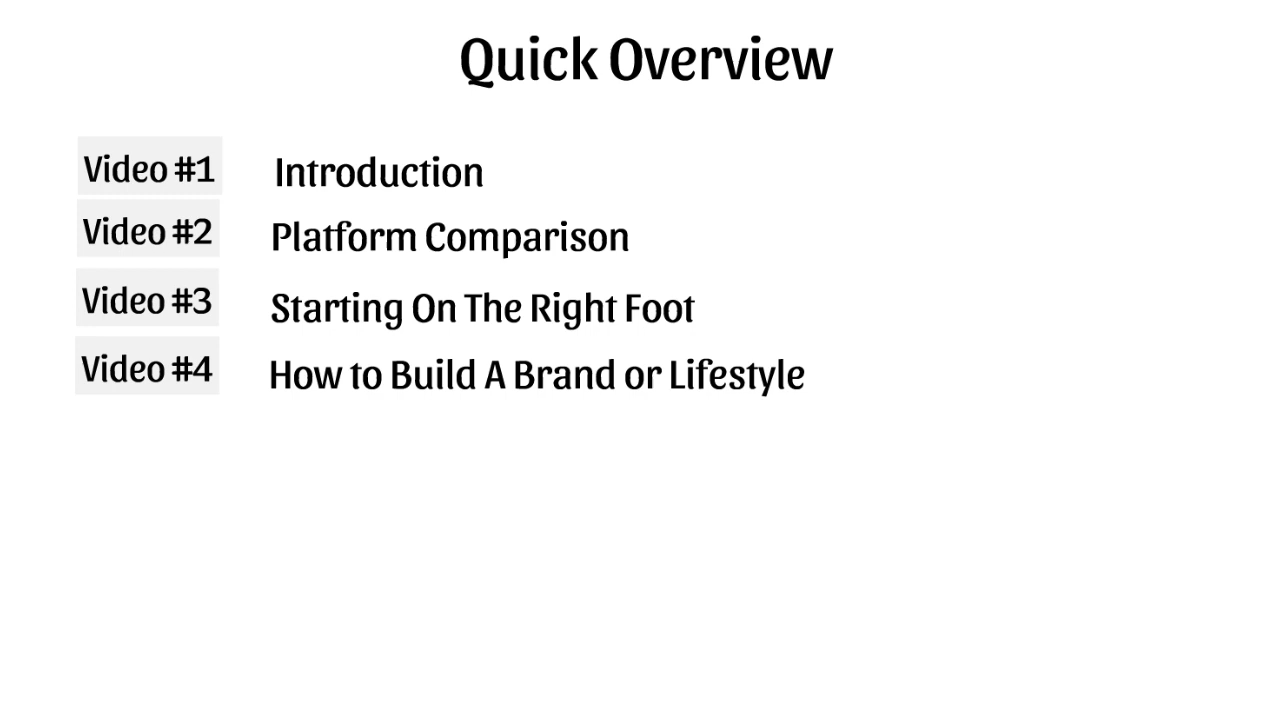 Quick Overview
Video #1 Introduction
Video #2 Platform Comparison
Video #3 Starting On The Right Foot
Video #4 How to Build A Brand or Lifestyle